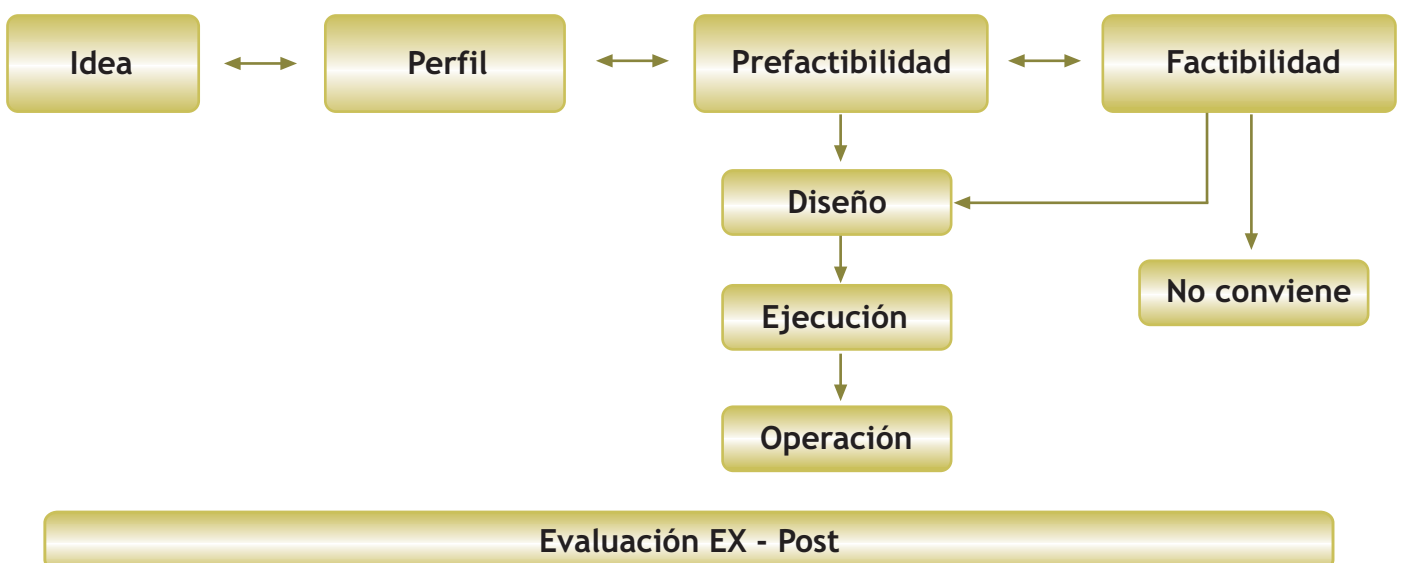 Idea
Perfil
Prefactibilidad
Factibilidad
Diseño
No conviene
Ejecución
Operación
Evaluación EX - Post